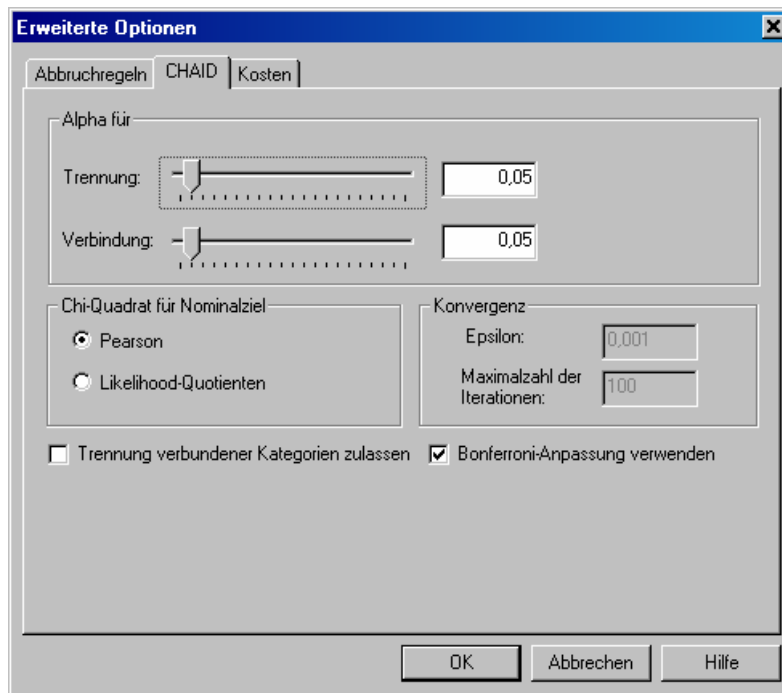 Erweiterte Optionen
Abbruchregeln CHAID Kosten
Alpha für
Trennung: 0,05
Verbindung: 0,05
Chi-Quadrat für Nominalziel
Pearson
Likelihood-Quotienten
Konvergenz
Epsilon: 0,001
Maximalzahl der
Iterationen: 100
Trennung verbundener Kategorien zulassen
Bonferroni-Anpassung verwenden
OK Abbrechen Hilfe